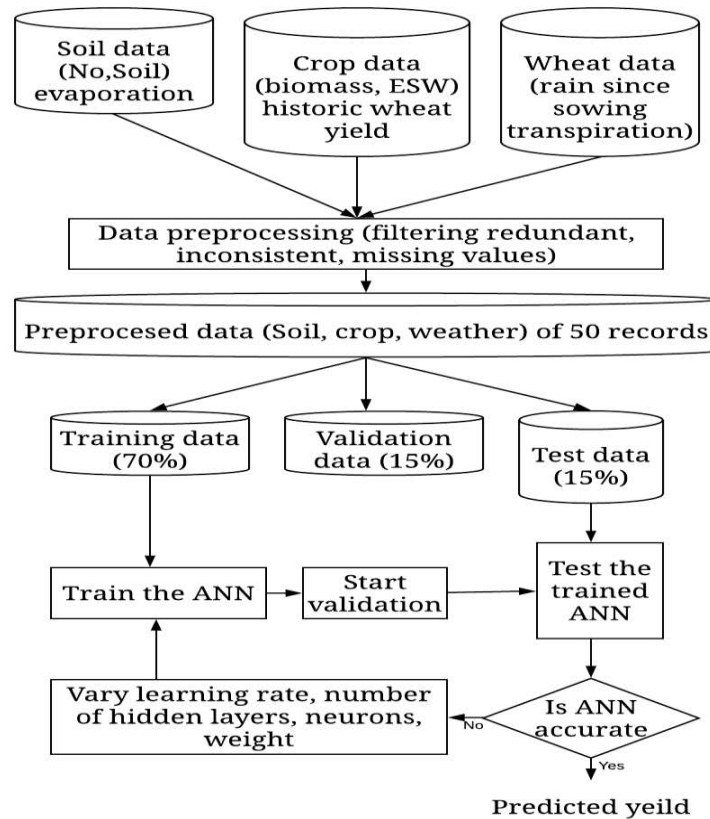 Soil data
(No,Soil)
evaporation
Crop data
(biomass, ESW)
historic wheat
yield
Wheat data
(rain since
sowing
transpiration)
Data preprocessing (filtering redundant,
inconsistent, missing values)
Preprocesed data (Soil, crop, weather) of 50 records
Training data
(70%)
Validation
data (15%)
Test data
(15%)
Train the ANN
Start
validation
Test the
trained
ANN
Vary learning rate, number
of hidden layers, neurons,
weight
No
Is ANN
accurate
Yes
Predicted yeild